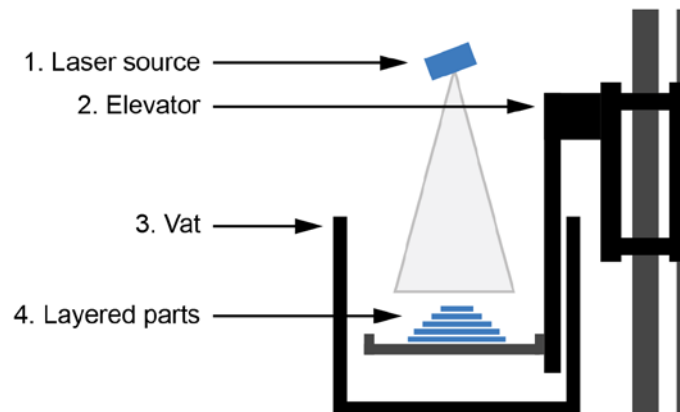 1. Laser source
2. Elevator
3. Vat
4. Layered parts